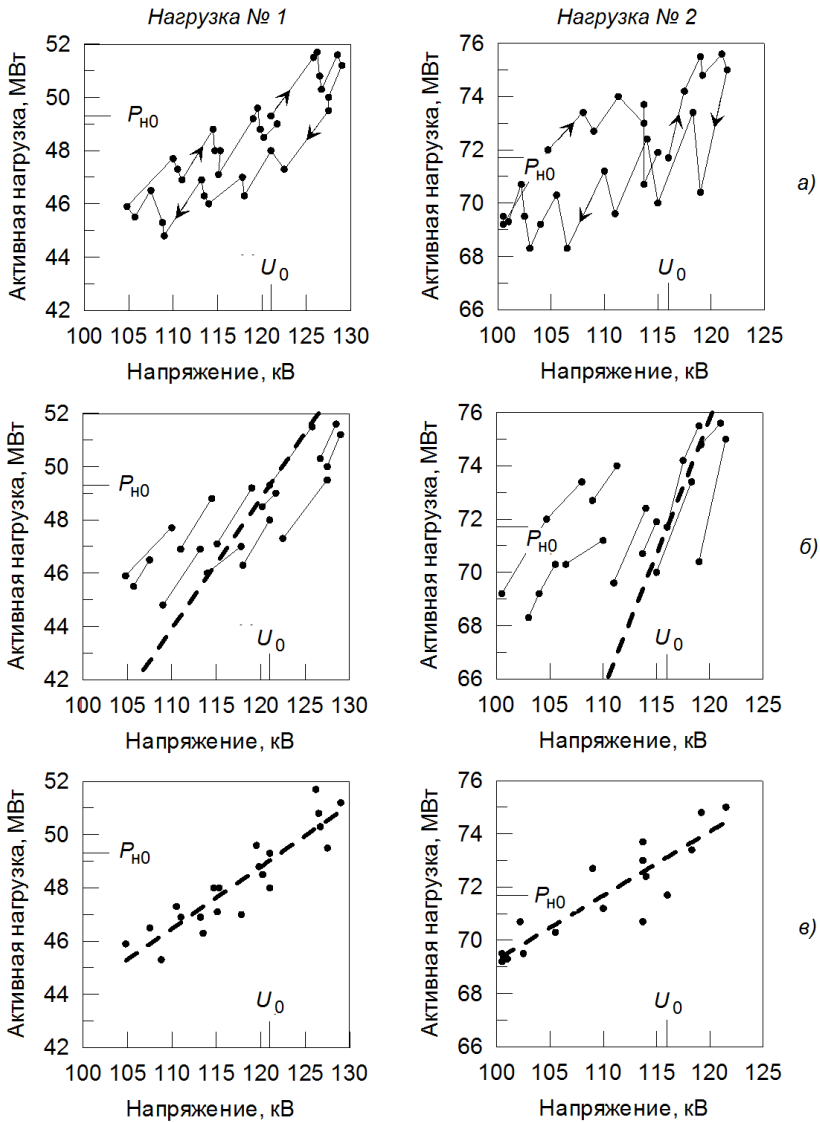 Нагрузка № 1
Нагрузка № 2
Активная нагрузка, МВт
52
50
48
46
44
42
Pн0
U0
100 105 110 115 120 125 130
Напряжение, кВ
Активная нагрузка, МВт
76
74
72
70
68
66
Pн0
U0
100 105 110 115 120 125
Напряжение, кВ
а)
Активная нагрузка, МВт
52
50
48
46
44
42
Pн0
U0
100 105 110 115 120 125 130
Напряжение, кВ
Активная нагрузка, МВт
76
74
72
70
68
66
Pн0
U0
100 105 110 115 120 125
Напряжение, кВ
б)
Активная нагрузка, МВт
52
50
48
46
44
42
Pн0
U0
100 105 110 115 120 125 130
Напряжение, кВ
Активная нагрузка, МВт
76
74
72
70
68
66
Pн0
U0
100 105 110 115 120 125
Напряжение, кВ
в)